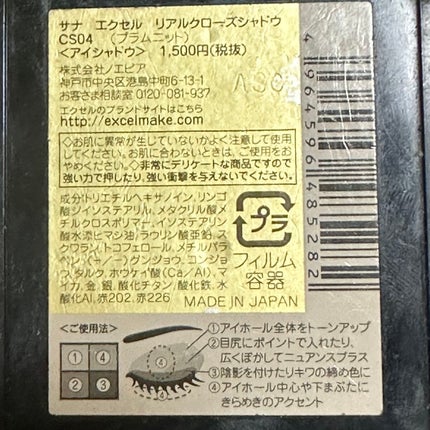 サナ エクセル リアルクローズシャドウ
CS04 （プラムニット）
<アイシャドウ> 1,500円(税抜)
株式会社ノエビア
神戸市中央区港島中町6-13-1
お客さま相談室 0120-081-937
エクセルのブランドサイトはこちら
http://excelmake.com/
◇お肌に異常が生じていないかよく注意して使用
してください。お肌に合わないときは、ご使用をお
やめください。◇非常にデリケートな商品ですので
強い力で押したり、強い衝撃を与えないでください。
成分:トリエチルヘキサノイン、リンゴ
酸ジイソステアリル、メタクリル酸メ
チルクロスポリマー、イソステアリン
酸水添ヒマシ油、ラウリン酸亜鉛、ス
クワラン、トコフェロール、メチルパラ
ベン、(+/-)グンジョウ、コンジョ
ウ、タルク、ホウケイ酸(Ca/Al)、マ
イカ、金、銀、酸化チタン、酸化鉄、水
酸化Al、赤202、赤226
プラ
フィルム
容器
MADE IN JAPAN
4964596485282
<ご使用法>
① ④
② ③
④
④
①アイホール全体をトーンアップ
②目尻にポイントで入れたり、
広くぼかしてニュアンスプラス
③陰影を付けたりキワの締め色に
④アイホール中心や下まぶたに
きらめきのアクセント